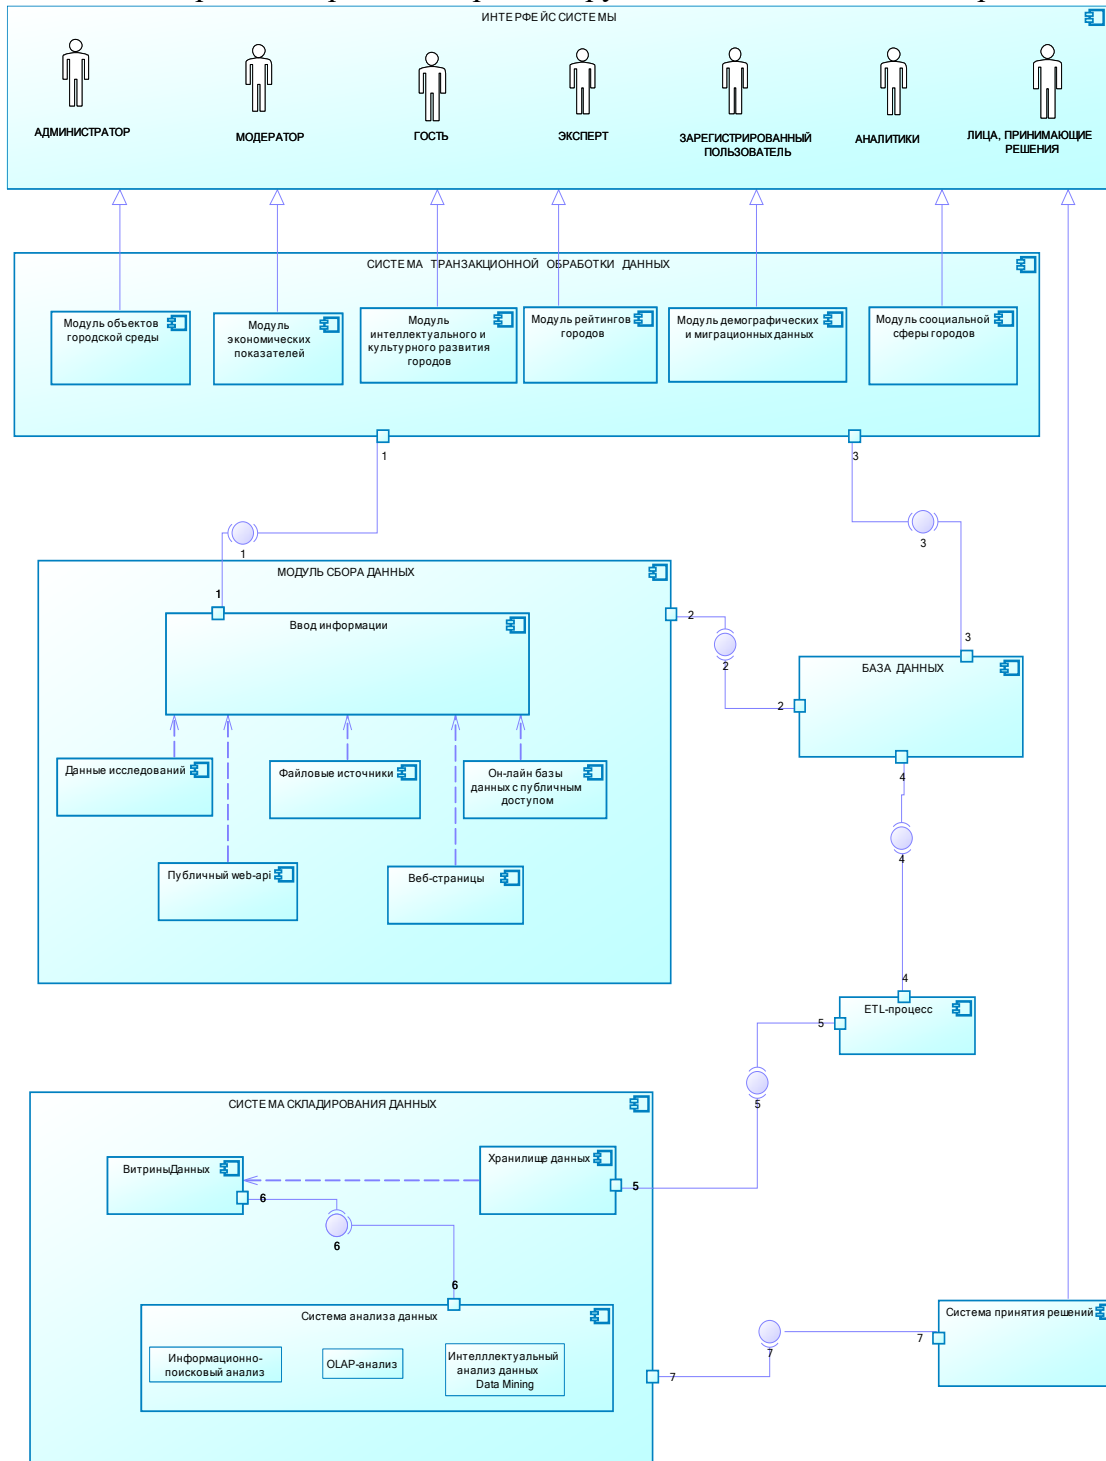 ИНТЕРФЕЙС СИСТЕМЫ
АДМИНИСТРАТОР
МОДЕРАТОР
ГОСТЬ
ЭКСПЕРТ
ЗАРЕГИСТРИРОВАННЫЙ
ПОЛЬЗОВАТЕЛЬ
АНАЛИТИКИ
ЛИЦА, ПРИНИМАЮЩИЕ
РЕШЕНИЯ
СИСТЕМА ТРАНЗАКЦИОННОЙ ОБРАБОТКИ ДАННЫХ
Модуль объектов
городской среды
Модуль
экономических
показателей
Модуль
интеллектуального и
культурного развития
городов
Модуль рейтингов
городов
Модуль демографических
и миграционных данных
Модуль сооциальной
сферы городов
1
3
1
3
МОДУЛЬ СБОРА ДАННЫХ
1
Ввод информации
2
2
3
БАЗА ДАННЫХ
2
4
Данные исследований
Файловые источники
Он-лайн базы
данных с публичным
доступом
Публичный web-api
Веб-страницы
4
4
ETL-процесс
5
5
СИСТЕМА СКЛАДИРОВАНИЯ ДАННЫХ
ВитриныДанных
Хранилище данных
5
6
6
6
Система анализа данных
Информационно-
поисковый анализ
OLAP-анализ
Интелллектуальный
анализ данных
Data Mining
7
7
7
Система принятия решений